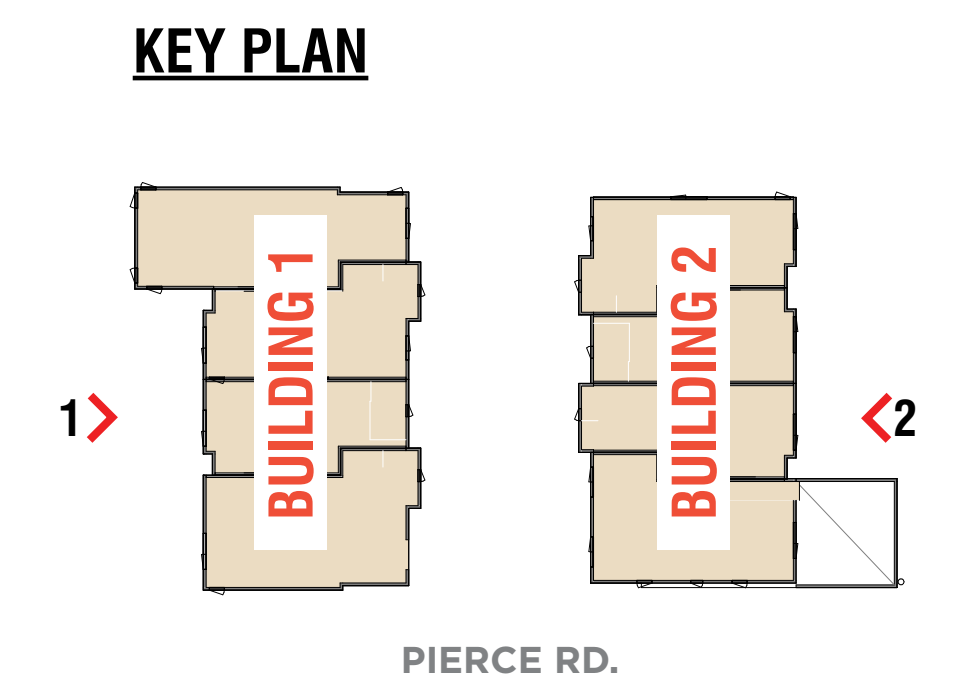 KEY PLAN
BUILDING 1
BUILDING 2
1
2
PIERCE RD.